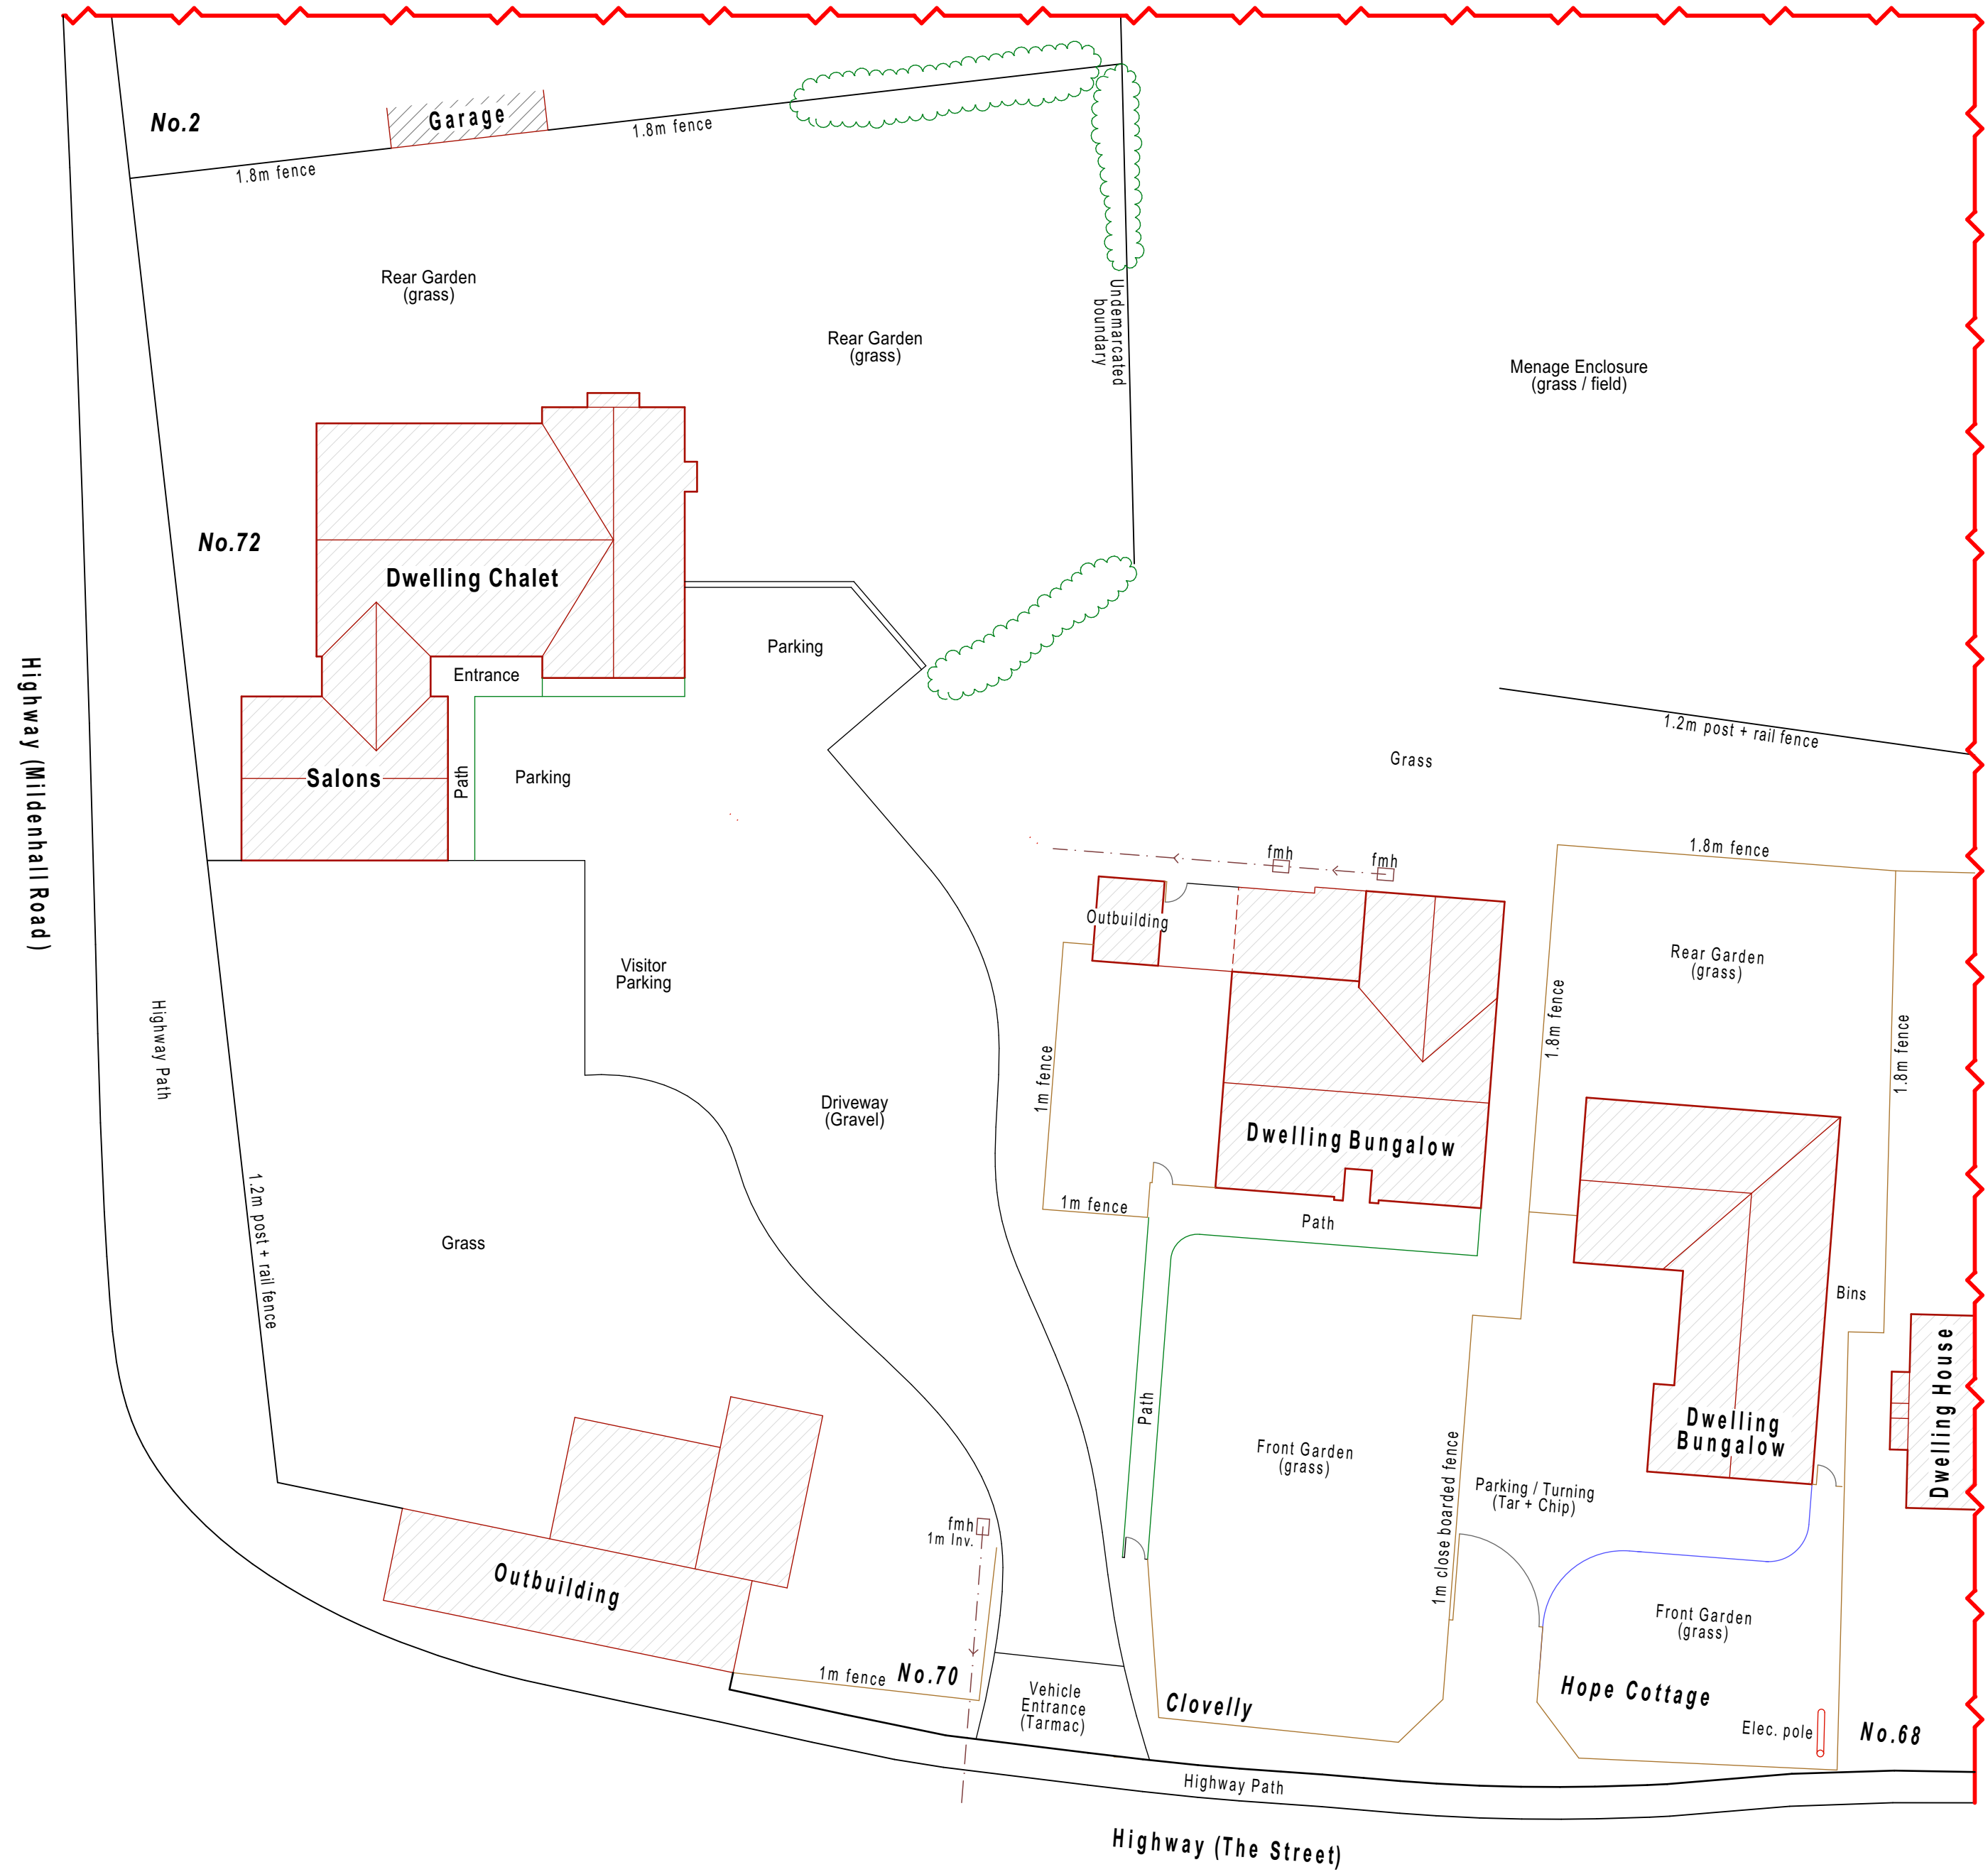 No.2
Garage
1.8m fence
1.8m fence
Rear Garden
(grass)
Rear Garden
(grass)
Undemarcated
boundary
Menage Enclosure
(grass / field)
No.72
Dwelling Chalet
Entrance
Parking
Salons
Path
Parking
Highway (Mildenhall Road)
Highway Path
1.2m post + rail fence
Grass
1.8m fence
fmh
fmh
Outbuilding
Rear Garden
(grass)
Visitor
Parking
1.8m fence
1.8m fence
1m fence
Driveway
(Gravel)
Dwelling Bungalow
1m fence
Path
1.2m post + rail fence
Grass
Bins
Dwelling House
Path
Front Garden
(grass)
1m close boarded fence
Dwelling
Bungalow
Parking / Turning
(Tar + Chip)
fmh
1m Inv.
Outbuilding
Front Garden
(grass)
1m fence
No.70
Vehicle
Entrance
(Tarmac)
Clovelly
Hope Cottage
Elec. pole
No.68
Highway Path
Highway (The Street)